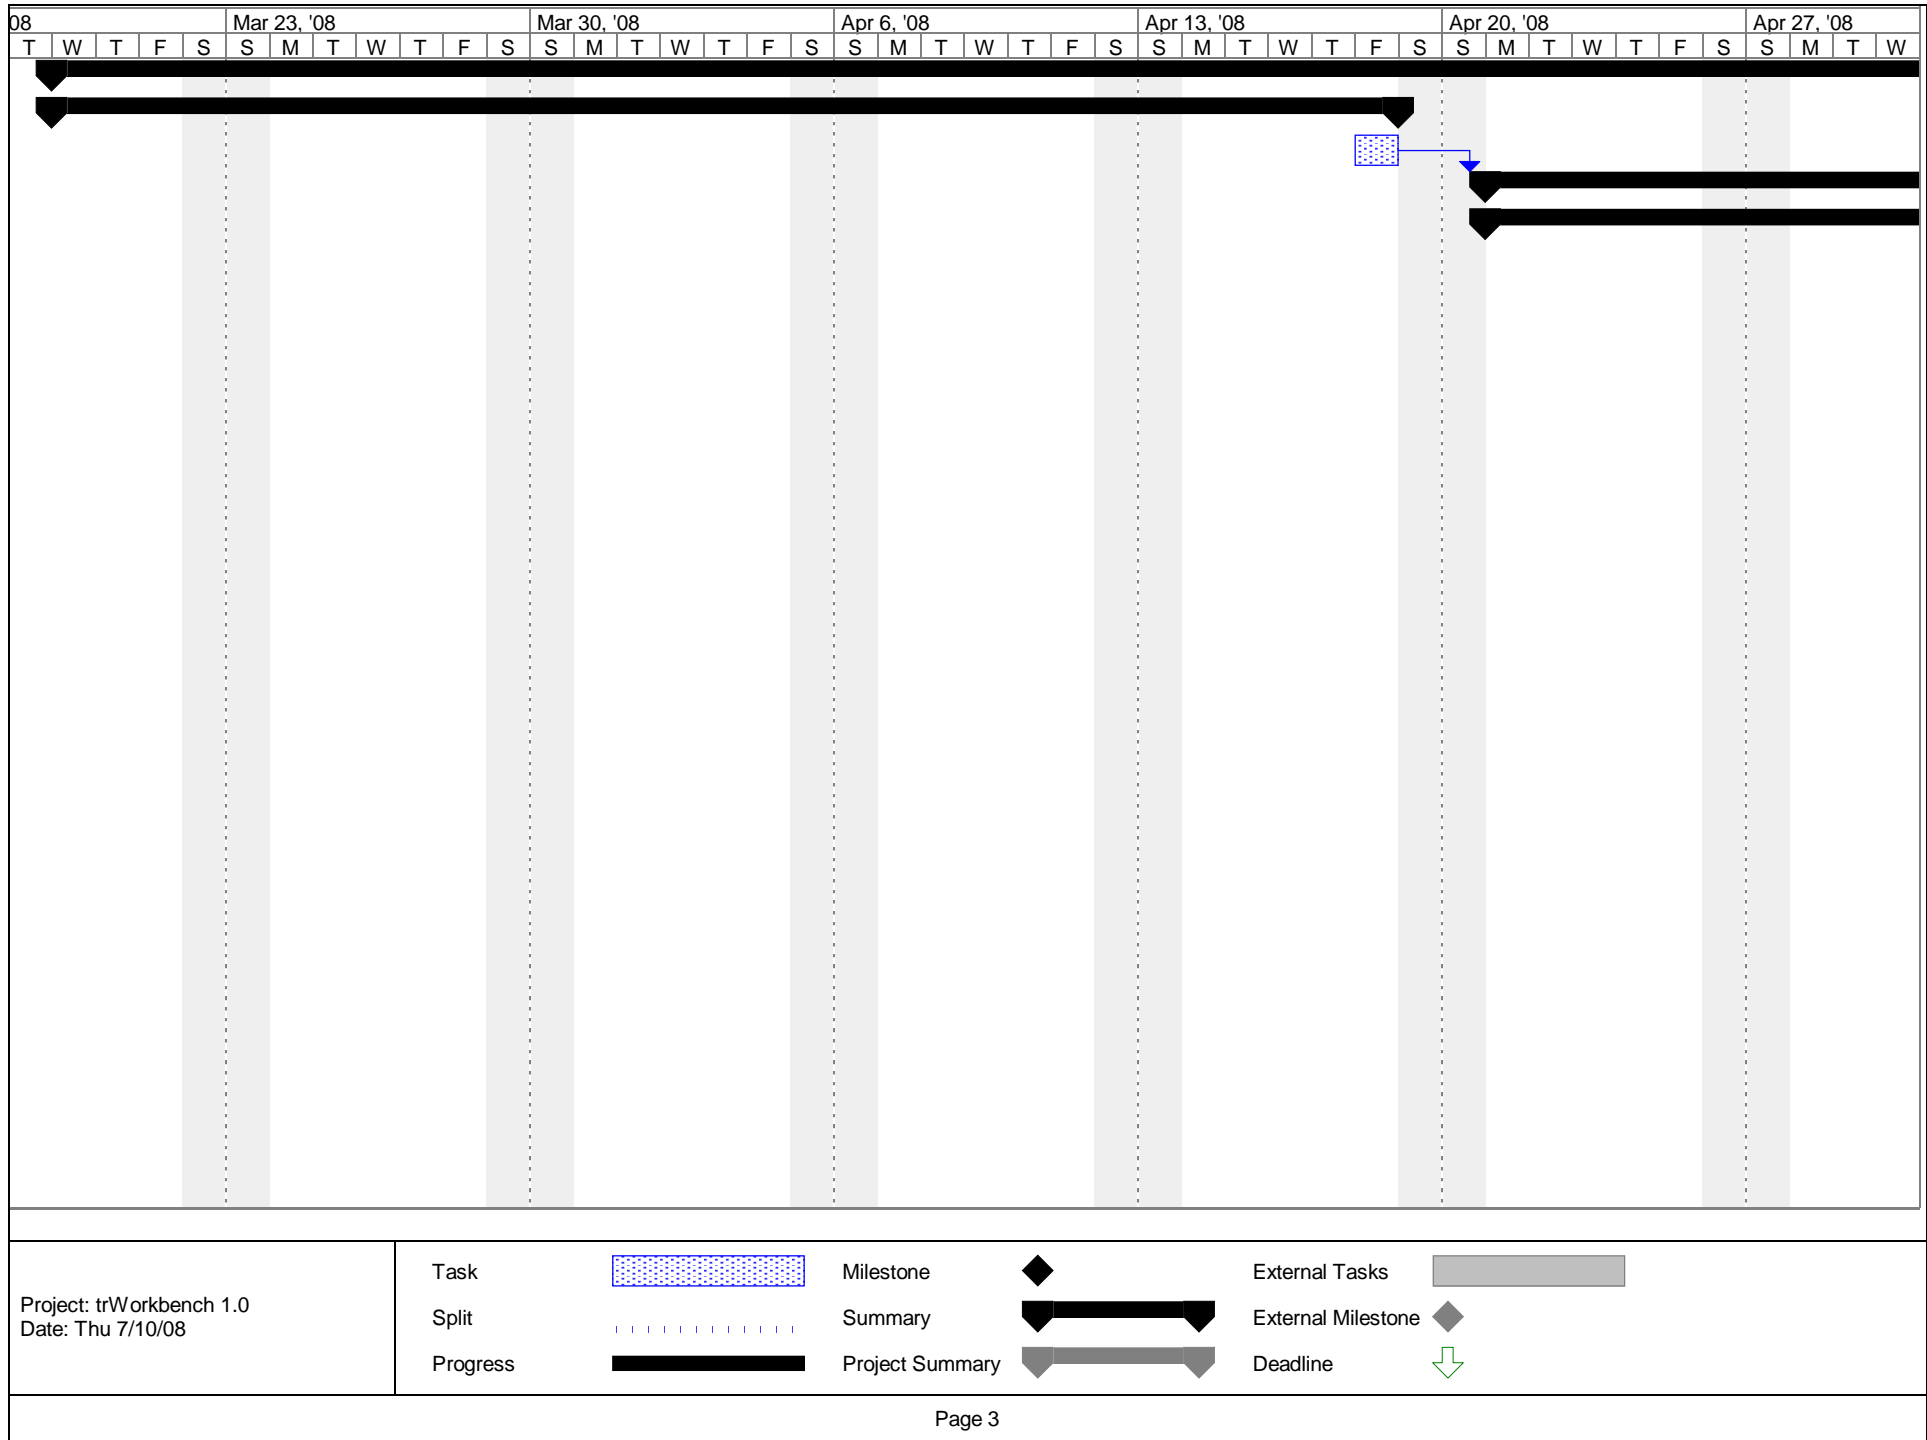 08 Mar 23, '08 Mar 30, '08 Apr 6, '08 Apr 13, '08 Apr 20, '08 Apr 27, '08
T W T F S S M T W T F S S M T W T F S S M T W T F S S M T W T F S S M T W T F S S M T W
Task Milestone External Tasks
Project: trWorkbench 1.0
Date: Thu 7/10/08
Split Summary External Milestone
Progress Project Summary Deadline
Page 3